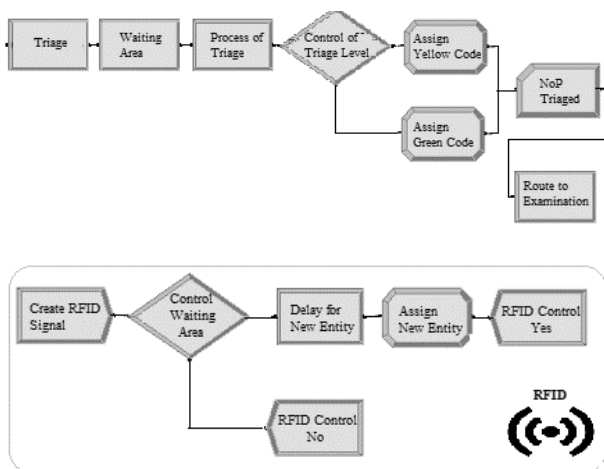 Triage
Waiting
Area
Process of
Triage
Control of
Triage Level
Assign
Yellow Code
Assign
Green Code
NoP
Triaged
Route to
Examination
Create RFID
Signal
Control
Waiting
Area
Delay for
New Entity
Assign
New Entity
RFID Control
Yes
RFID Control
No
RFID